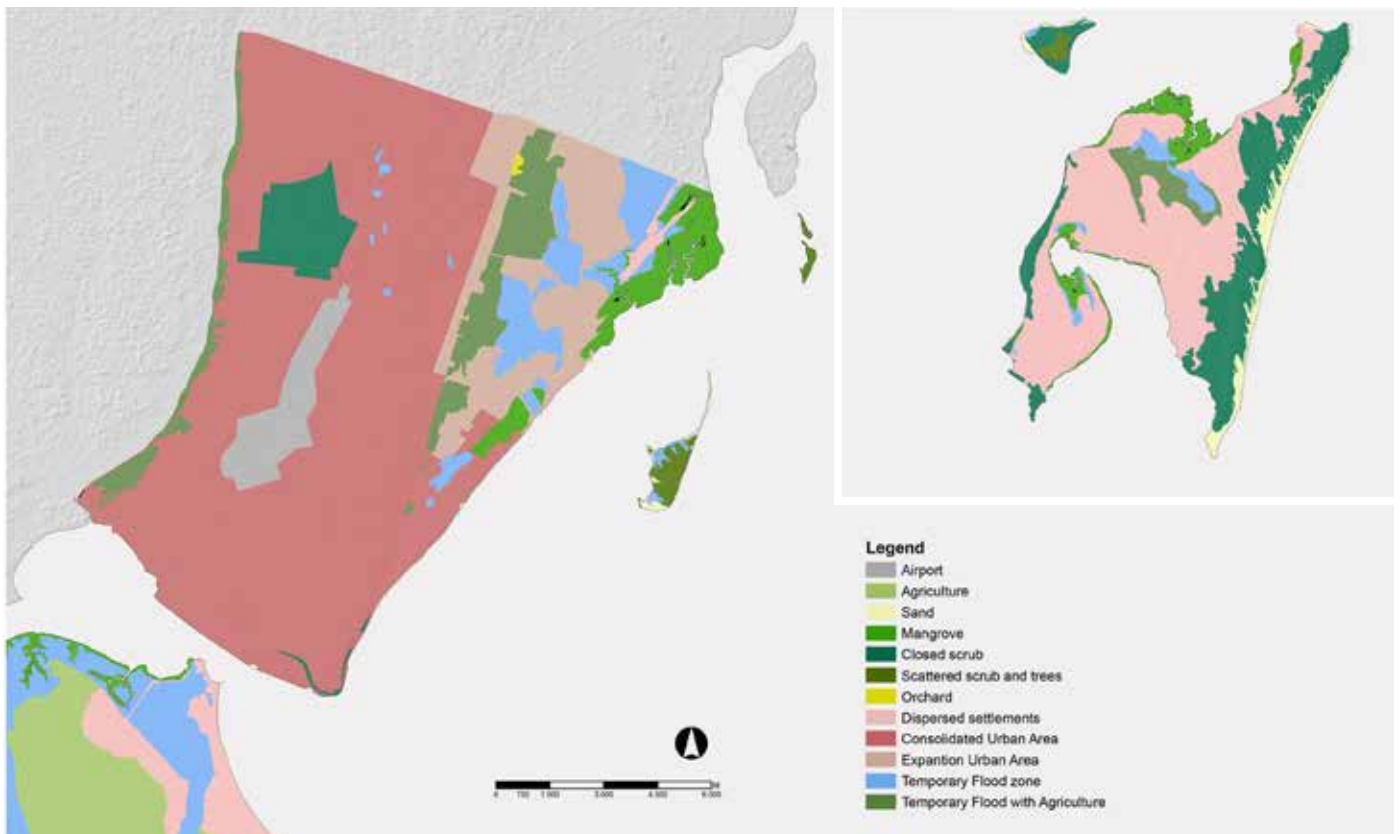 Legend
Airport
Agriculture
Sand
Mangrove
Closed scrub
Scattered scrub and trees
Orchard
Dispersed settlements
Consolidated Urban Area
Expantion Urban Area
Temporary Flood zone
Temporary Flood with Agriculture